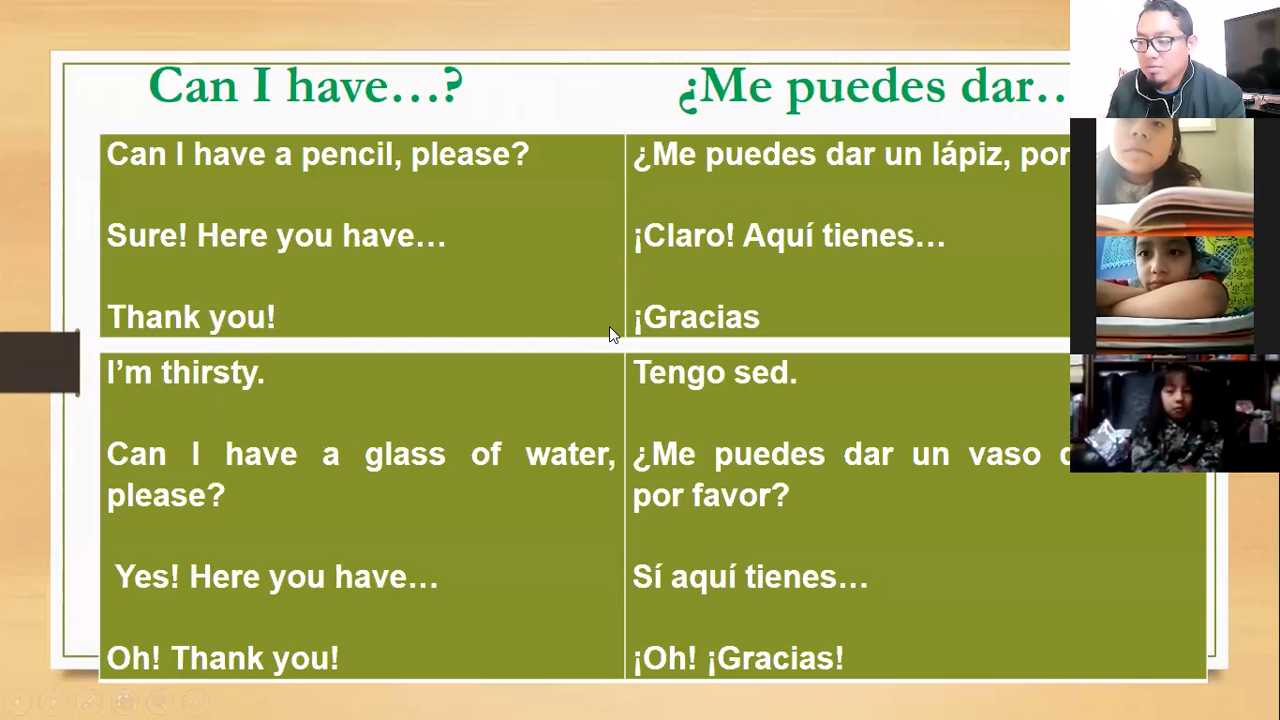 Can I have…?
¿Me puedes dar…
Can I have a pencil, please?
Sure! Here you have…
Thank you!
¿Me puedes dar un lápiz, por
¡Claro! Aquí tienes…
¡Gracias
I’m thirsty.
Can I have a glass of water,
please?
Yes! Here you have…
Oh! Thank you!
Tengo sed.
¿Me puedes dar un vaso
por favor?
Sí aquí tienes…
¡Oh! ¡Gracias!